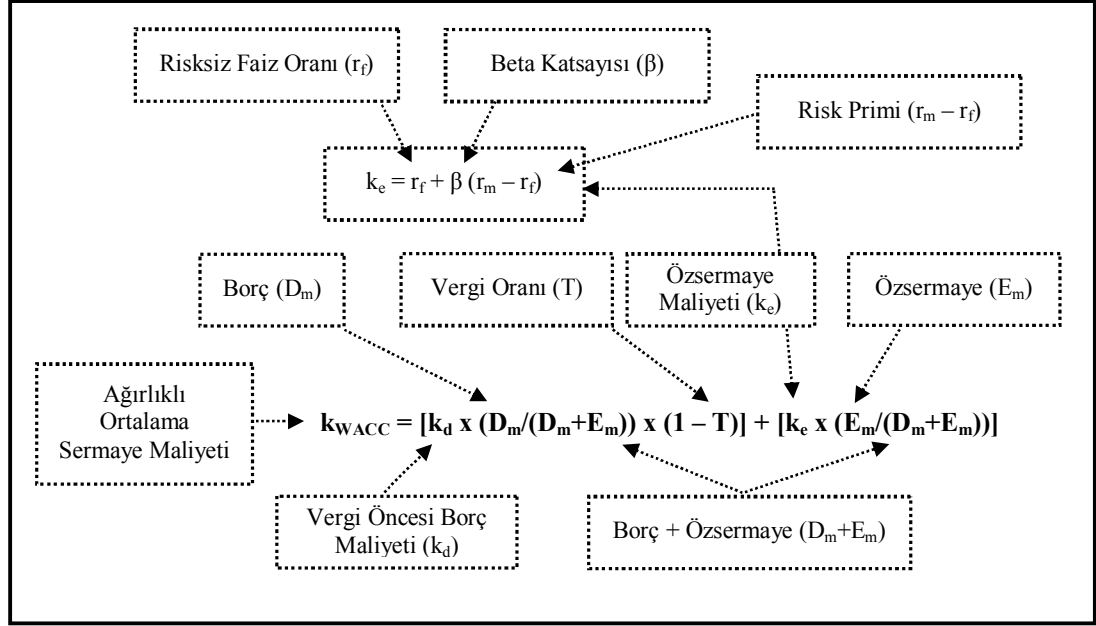 Risksiz Faiz Oranı (rf)
Beta Katsayısı (β)
Risk Primi (rm – rf)
ke = rf + β (rm – rf)
Borç (Dm)
Vergi Oranı (T)
Özsermaye
Maliyeti (ke)
Özsermaye (Em)
Ağırlıklı
Ortalama
Sermaye Maliyeti
kWACC = [kd x (Dm/(Dm+Em)) x (1 – T)] + [ke x (Em/(Dm+Em))]
Vergi Öncesi Borç
Maliyeti (kd)
Borç + Özsermaye (Dm+Em)